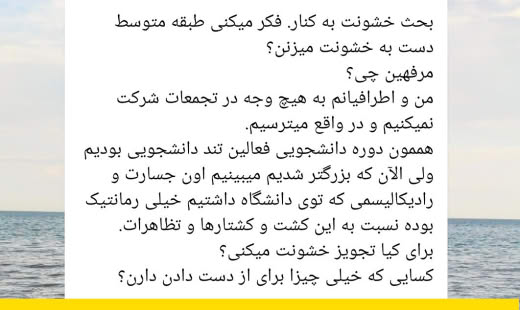 بحث خشونت به کنار. فکر میکنی طبقه متوسط
دست به خشونت میزنن؟
مرفهین چی؟
من و اطرافیانم به هیچ وجه در تجمعات شرکت
نمیکنیم و در واقع میترسیم.
هممون دوره دانشجویی فعالین تند دانشجویی بودیم
ولی الآن که بزرگتر شدیم میبینیم اون جسارت و
رادیکالیسمی که توی دانشگاه داشتیم خیلی رمانتیک
بوده نسبت به این کشت و کشتارها و تظاهرات.
برای کیا تجویز خشونت میکنی؟
کسایی که خیلی چیزا برای از دست دادن دارن؟